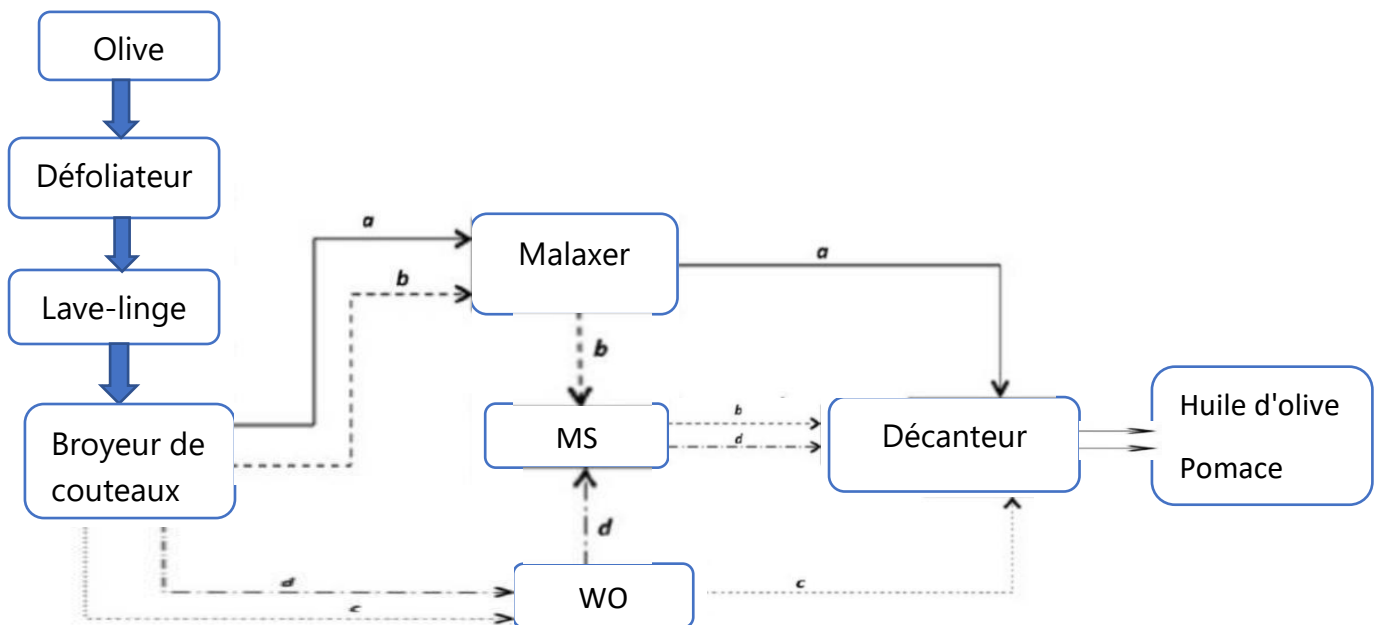 Olive
Défoliateur
Lave-linge
Broyeur de
couteaux
a
b
Malaxer
a
b
MS
b
d
Décanteur
Huile d'olive
Pomace
d
d
c
WO
c